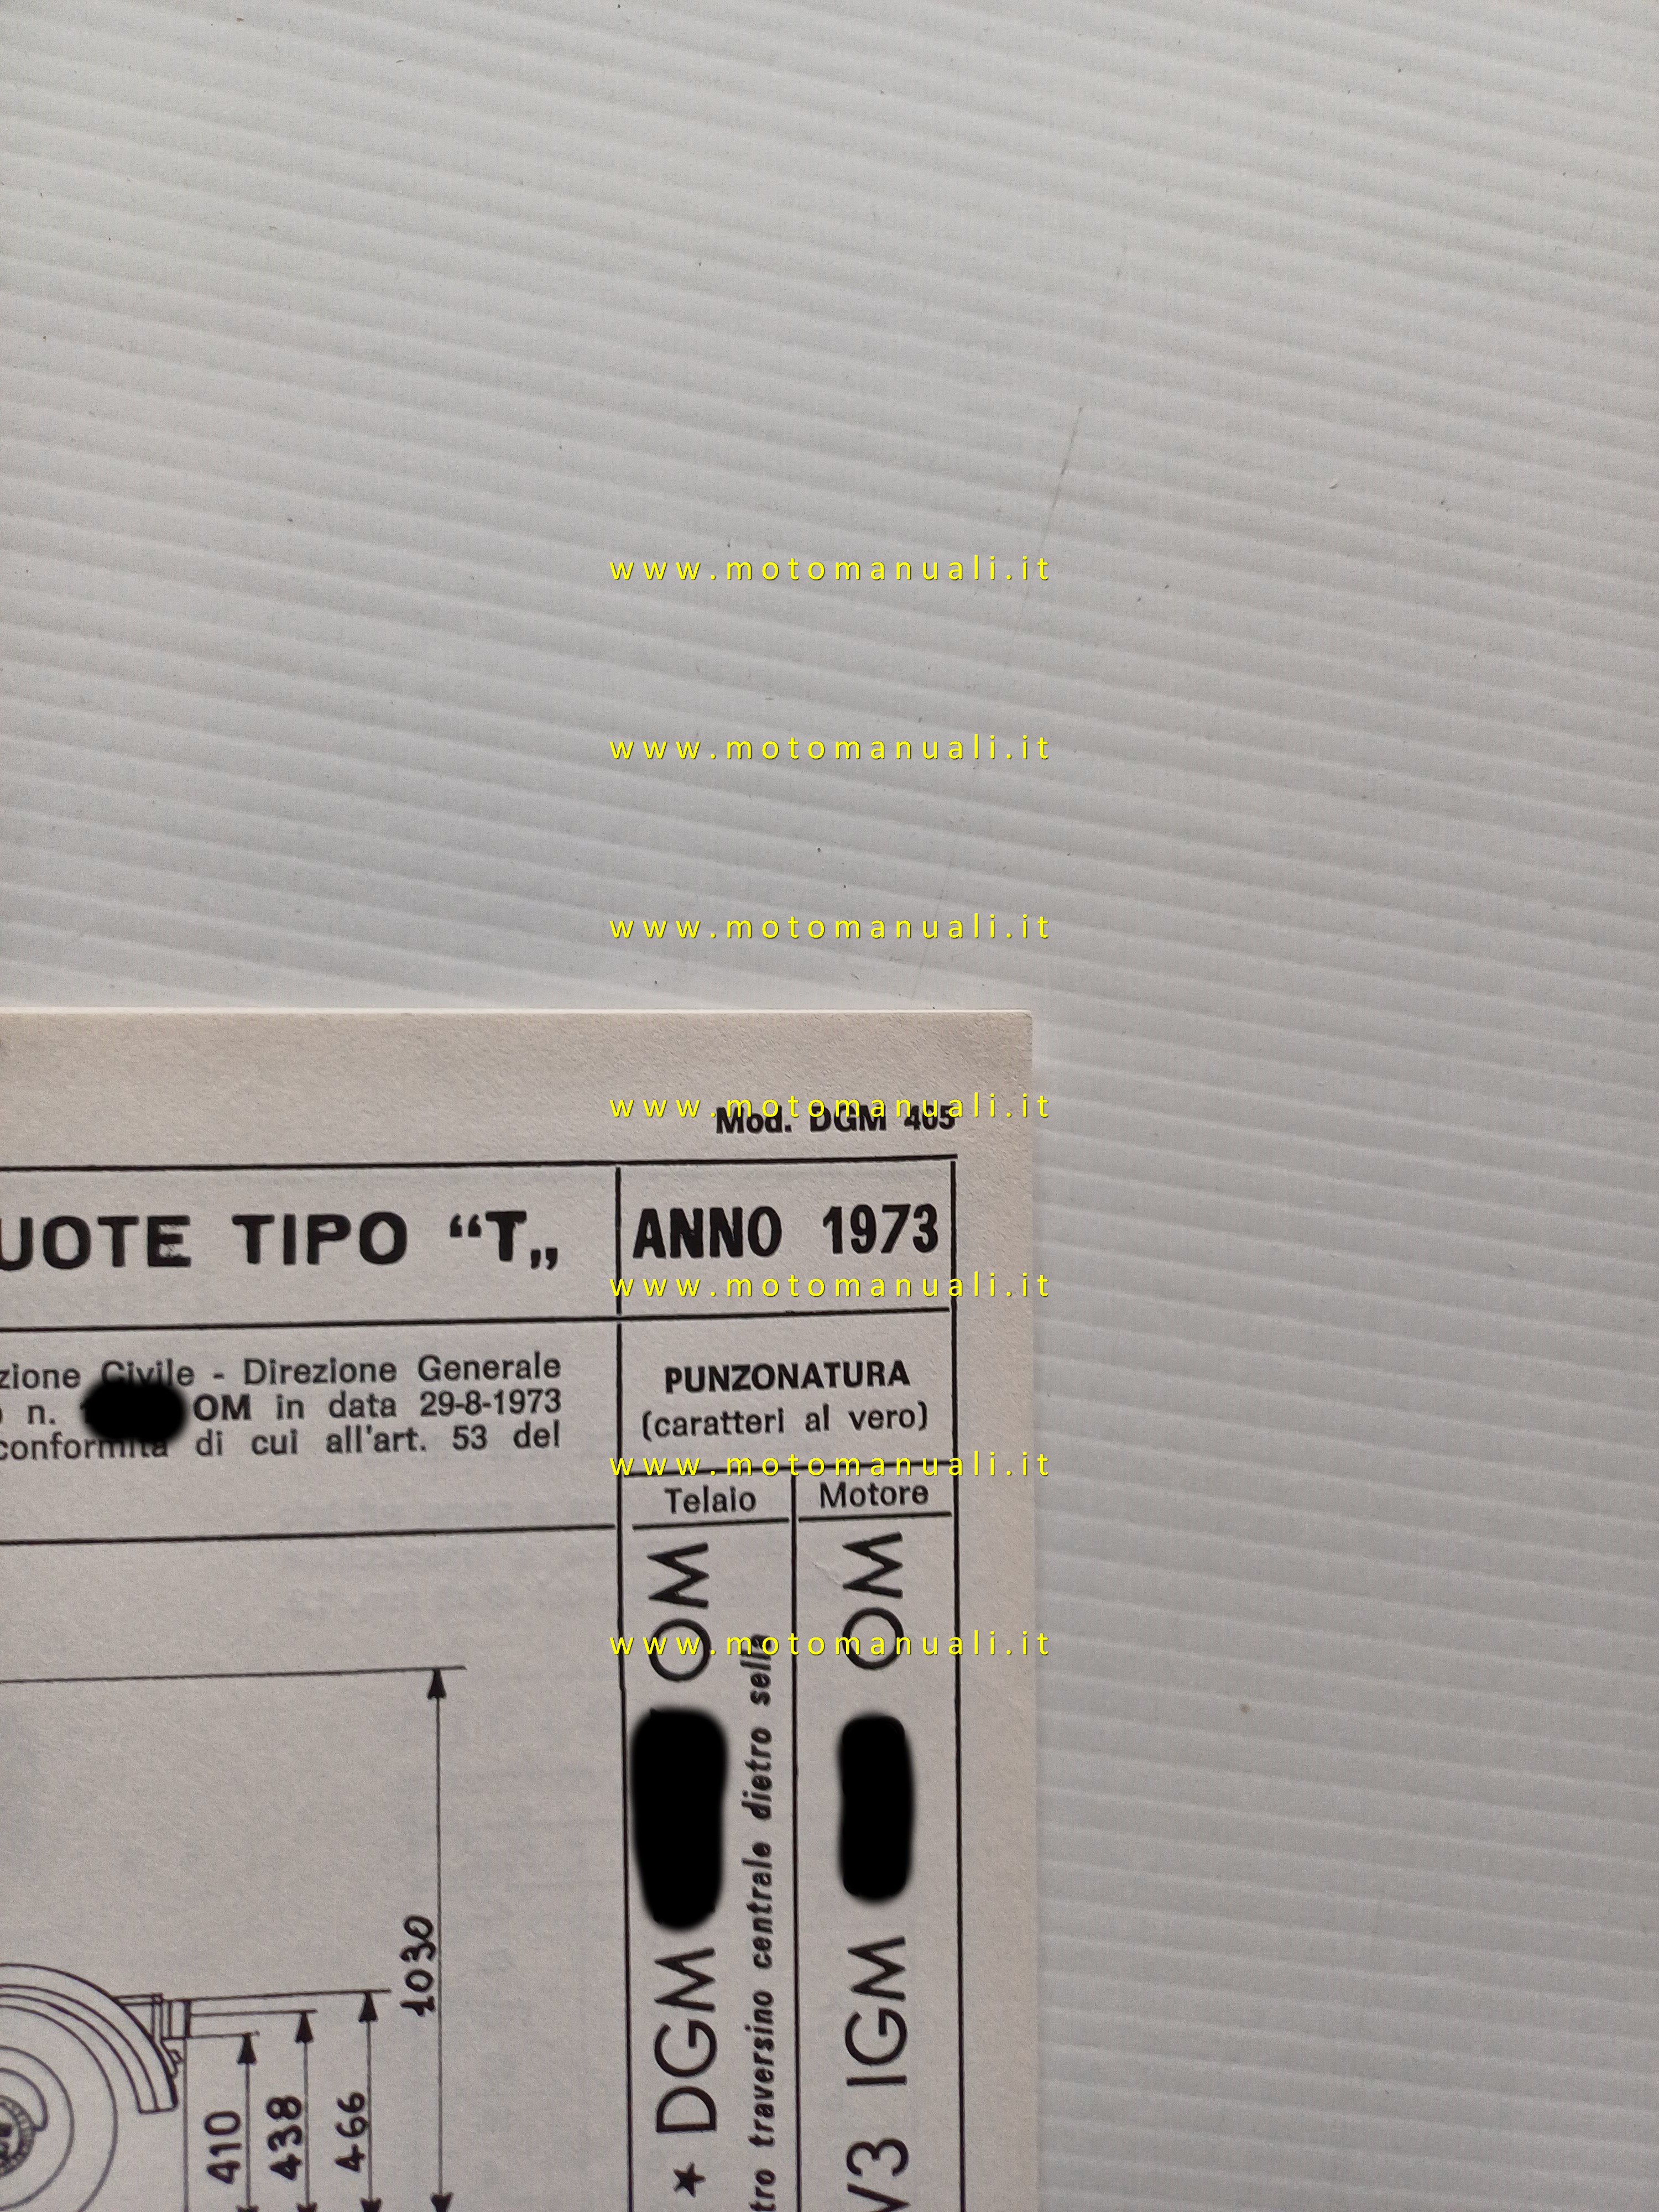 www.motomanuali.it
www.motomanuali.it
www.motomanuali.it
www.motomanuali.it
Mod. DGM 405
UOTE TIPO “T„
ANNO 1973
www.motomanuali.it
zione Civile - Direzione Generale
n. OM in data 29-8-1973
conformità di cui all'art. 53 del
PUNZONATURA
(caratteri al vero)
www.motomanuali.it
Telaio
Motore
www.motomanuali.it
★ DGM OM
tro traversino centrale dietro sella
V3 IGM OM
1030
410
438
466